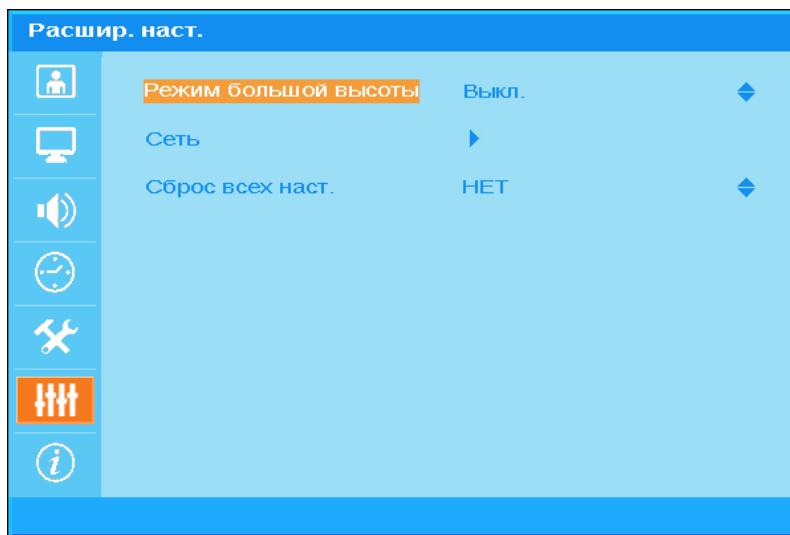 Расшир. наст.
Режим большой высоты Выкл.
Сеть
Сброс всех наст. НЕТ